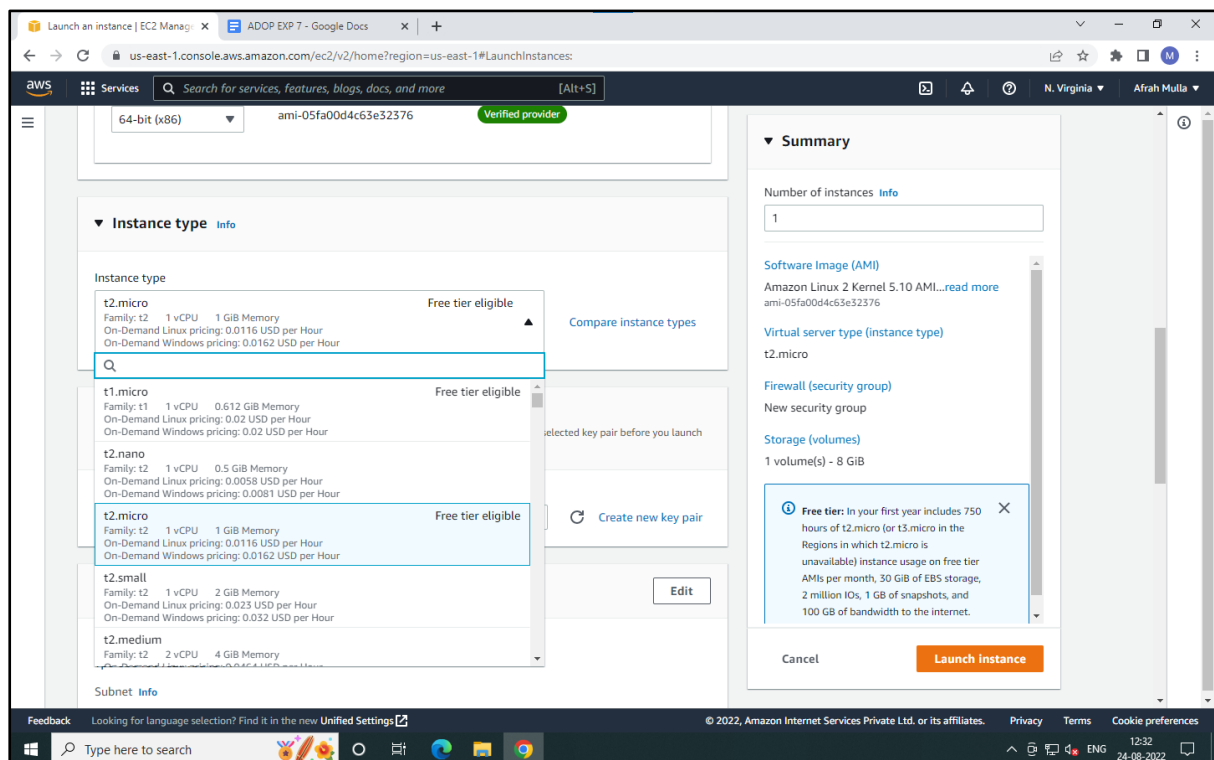 Launch an instance | EC2 Manag
ADOP EXP 7 - Google Docs
us-east-1.console.aws.amazon.com/ec2/v2/home?region=us-east-1#LaunchInstances:
M
aws
Services
Search for services, features, blogs, docs, and more
[Alt+S]
N. Virginia
Afrah Mulla
64-bit (x86)
ami-05fa00d4c63e32376
Verified provider
Instance type Info
Instance type
t2.micro
Free tier eligible
Family: t2 1 vCPU 1 GiB Memory
On-Demand Linux pricing: 0.0116 USD per Hour
On-Demand Windows pricing: 0.0162 USD per Hour
Compare instance types
t1.micro
Free tier eligible
Family: t1 1 vCPU 0.612 GiB Memory
On-Demand Linux pricing: 0.02 USD per Hour
On-Demand Windows pricing: 0.02 USD per Hour
selected key pair before you launch
t2.nano
Family: t2 1 vCPU 0.5 GiB Memory
On-Demand Linux pricing: 0.0058 USD per Hour
On-Demand Windows pricing: 0.0081 USD per Hour
t2.micro
Free tier eligible
Family: t2 1 vCPU 1 GiB Memory
On-Demand Linux pricing: 0.0116 USD per Hour
On-Demand Windows pricing: 0.0162 USD per Hour
Create new key pair
t2.small
Family: t2 1 vCPU 2 GiB Memory
On-Demand Linux pricing: 0.023 USD per Hour
On-Demand Windows pricing: 0.032 USD per Hour
Edit
t2.medium
Family: t2 2 vCPU 4 GiB Memory
On-Demand Linux pricing: 0.0464 USD per Hour
Subnet Info
Summary
Number of instances Info
1
Software Image (AMI)
Amazon Linux 2 Kernel 5.10 AMI...read more
ami-05fa00d4c63e32376
Virtual server type (instance type)
t2.micro
Firewall (security group)
New security group
Storage (volumes)
1 volume(s) - 8 GiB
Free tier: In your first year includes 750
hours of t2.micro (or t3.micro in the
Regions in which t2.micro is
unavailable) instance usage on free tier
AMIs per month, 30 GiB of EBS storage,
2 million IOs, 1 GB of snapshots, and
100 GB of bandwidth to the internet.
Cancel
Launch instance
Feedback
Looking for language selection? Find it in the new Unified Settings
© 2022, Amazon Internet Services Private Ltd. or its affiliates.
Privacy
Terms
Cookie preferences
Type here to search
ENG
12:32
24-08-2022